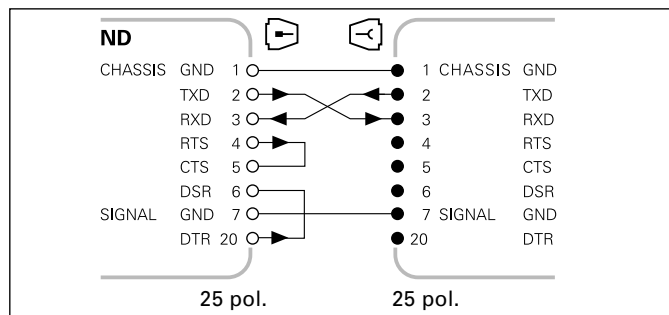 ND
CHASSIS GND 1 1 CHASSIS GND
TXD 2 2 TXD
RXD 3 3 RXD
RTS 4 4 RTS
CTS 5 5 CTS
DSR 6 6 DSR
SIGNAL GND 7 7 SIGNAL GND
DTR 20 20 DTR
25 pol. 25 pol.